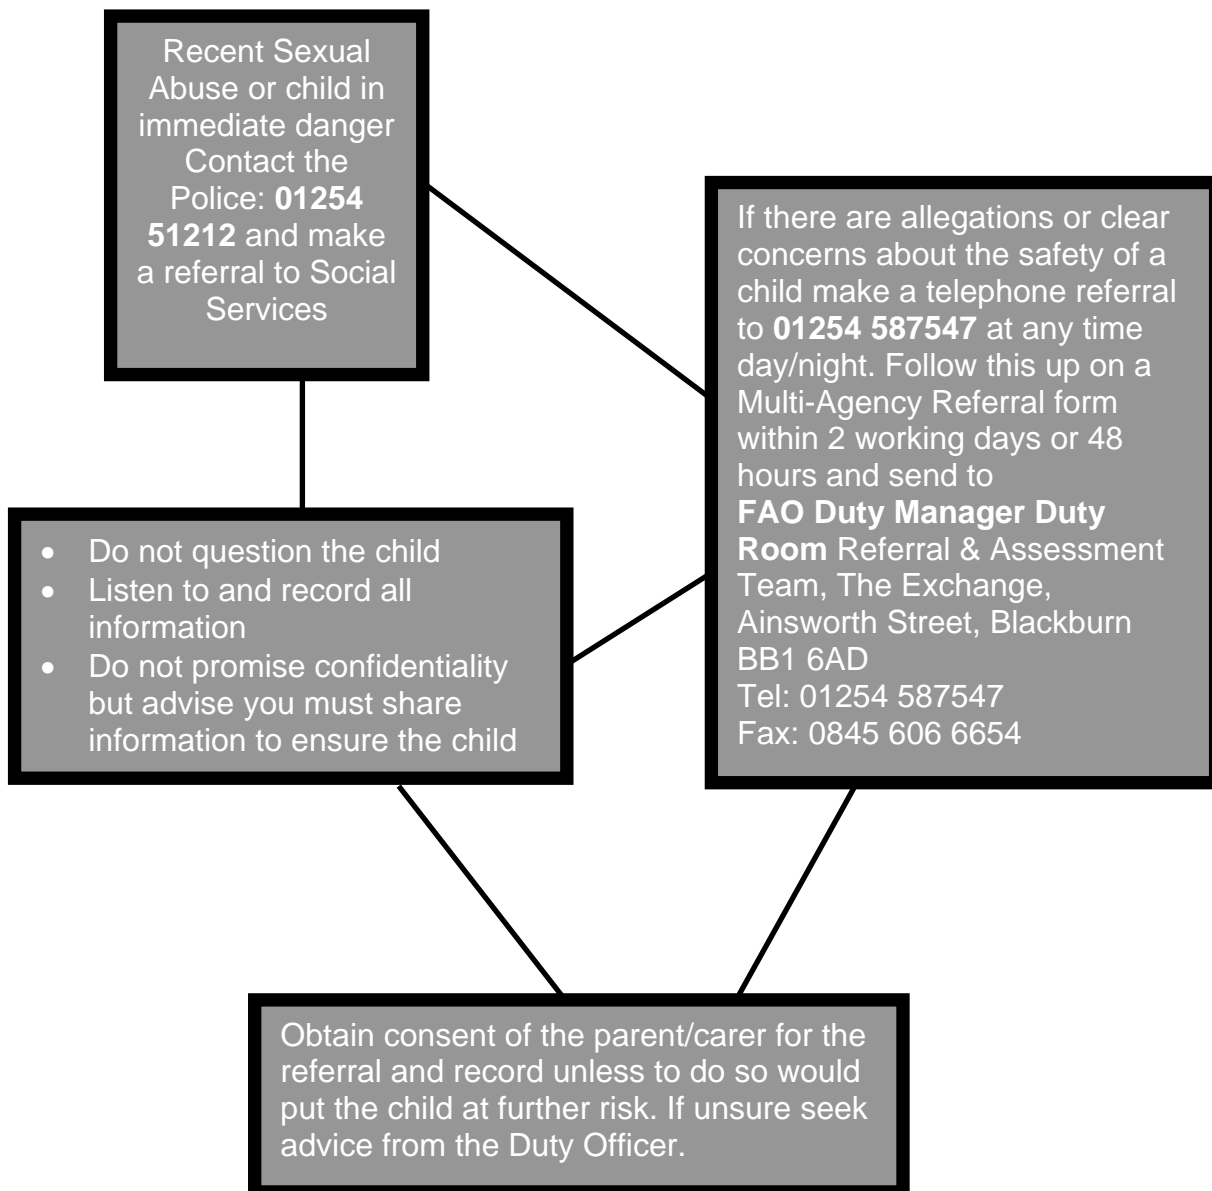 Recent Sexual
Abuse or child in
immediate danger
Contact the
Police: 01254
51212 and make
a referral to Social
Services
If there are allegations or clear
concerns about the safety of a
child make a telephone referral
to 01254 587547 at any time
day/night. Follow this up on a
Multi-Agency Referral form
within 2 working days or 48
hours and send to
FAO Duty Manager Duty
Room Referral & Assessment
Team, The Exchange,
Ainsworth Street, Blackburn
BB1 6AD
Tel: 01254 587547
Fax: 0845 606 6654
• Do not question the child
• Listen to and record all
information
• Do not promise confidentiality
but advise you must share
information to ensure the child
Obtain consent of the parent/carer for the
referral and record unless to do so would
put the child at further risk. If unsure seek
advice from the Duty Officer.